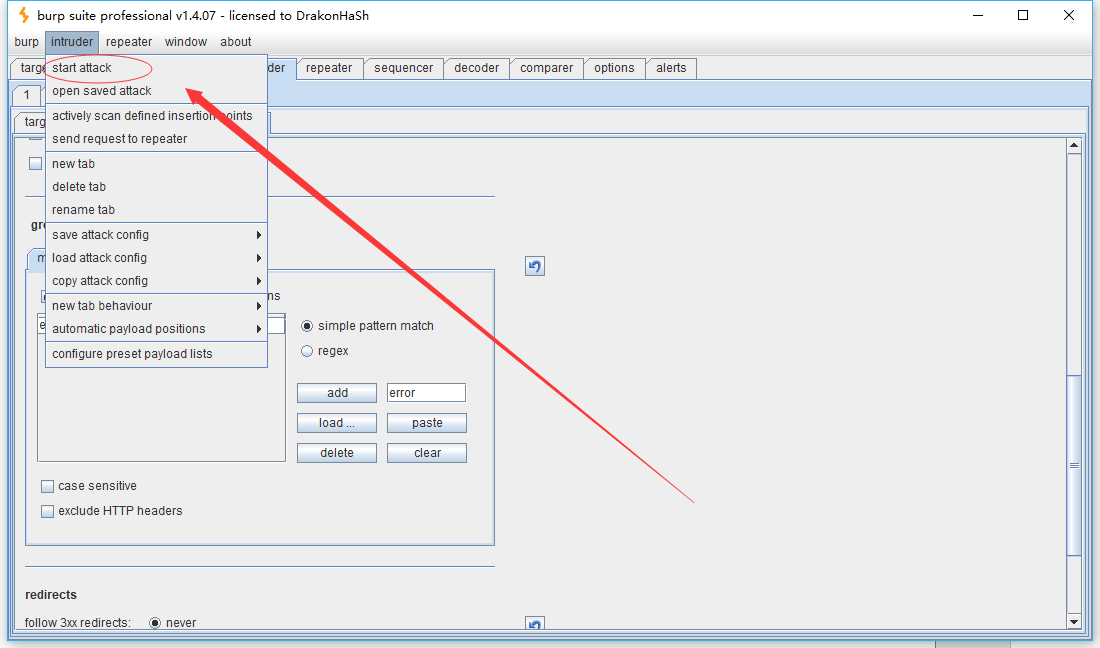 burp suite professional v1.4.07 - licensed to DrakonHaSh
burp intruder repeater window about
targe der repeater sequencer decoder comparer options alerts
start attack
1
open saved attack
actively scan defined insertion points
targ
send request to repeater
new tab
delete tab
rename tab
save attack config
load attack config
copy attack config
new tab behaviour
automatic payload positions
configure preset payload lists
simple pattern match
regex
add error
load ... paste
delete clear
case sensitive
exclude HTTP headers
redirects
follow 3xx redirects: never